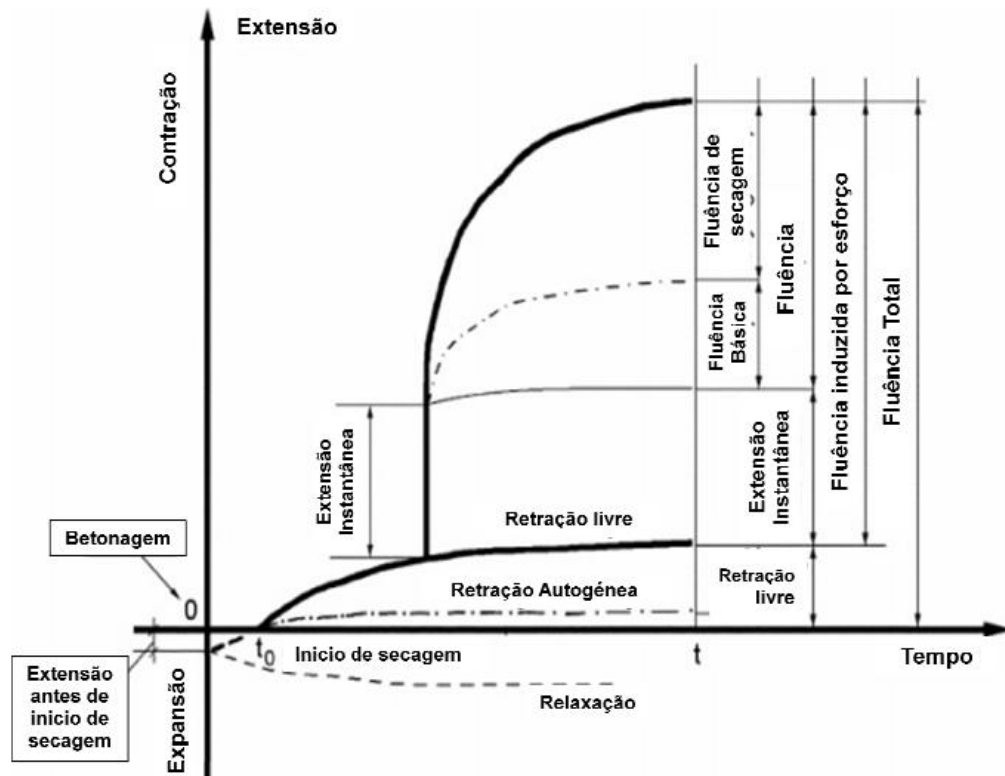 Extensão
Contração
Fluência de
secagem
Fluência
Básica
Fluência
Extensão
Instantânea
Fluência induzida por esforço
Fluência Total
Extensão
Instantânea
Retração livre
Betonagem
0
Retração Autogénea
Retração
livre
t0
Inicio de secagem
t
Tempo
Extensão
antes de
inicio de
secagem
Expansão
Relaxação